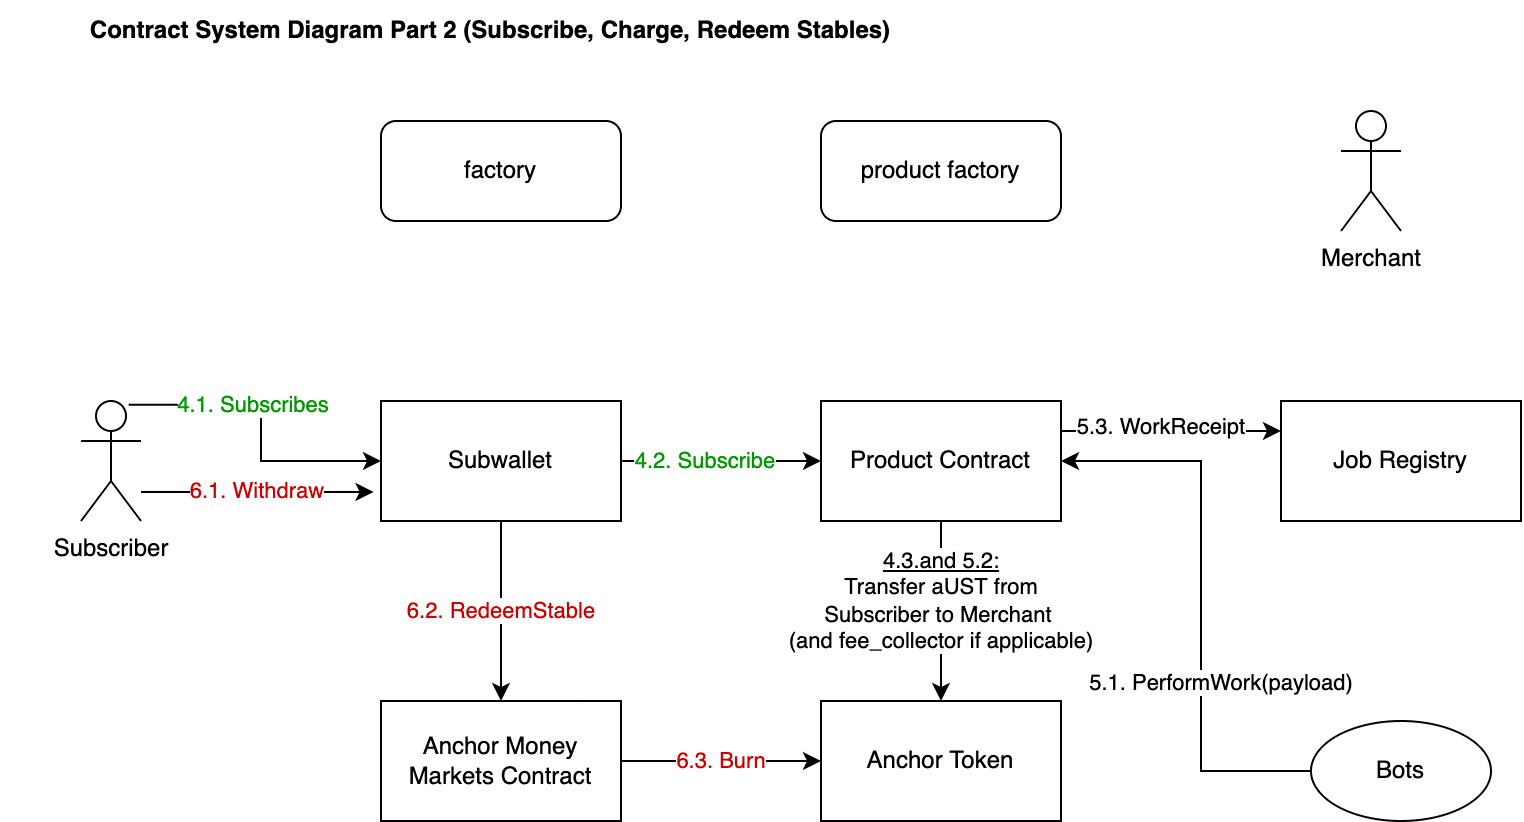 Contract System Diagram Part 2 (Subscribe, Charge, Redeem Stables)
factory
product factory
Merchant
4.1. Subscribes
Subwallet
4.2. Subscribe
Product Contract
5.3. WorkReceipt
Job Registry
6.1. Withdraw
Subscriber
4.3.and 5.2:
Transfer aUST from
Subscriber to Merchant
(and fee_collector if applicable)
6.2. RedeemStable
5.1. PerformWork(payload)
Anchor Money
Markets Contract
6.3. Burn
Anchor Token
Bots